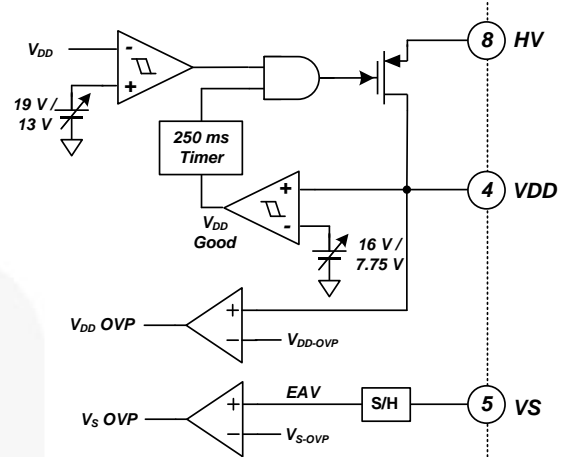 8 HV
VDD
-
+
19 V /
13 V
250 ms
Timer
+
-
4 VDD
VDD
Good
16 V /
7.75 V
VDD OVP
+
-
VDD-OVP
VS OVP
+
-
EAV
S/H
5 VS
VS-OVP